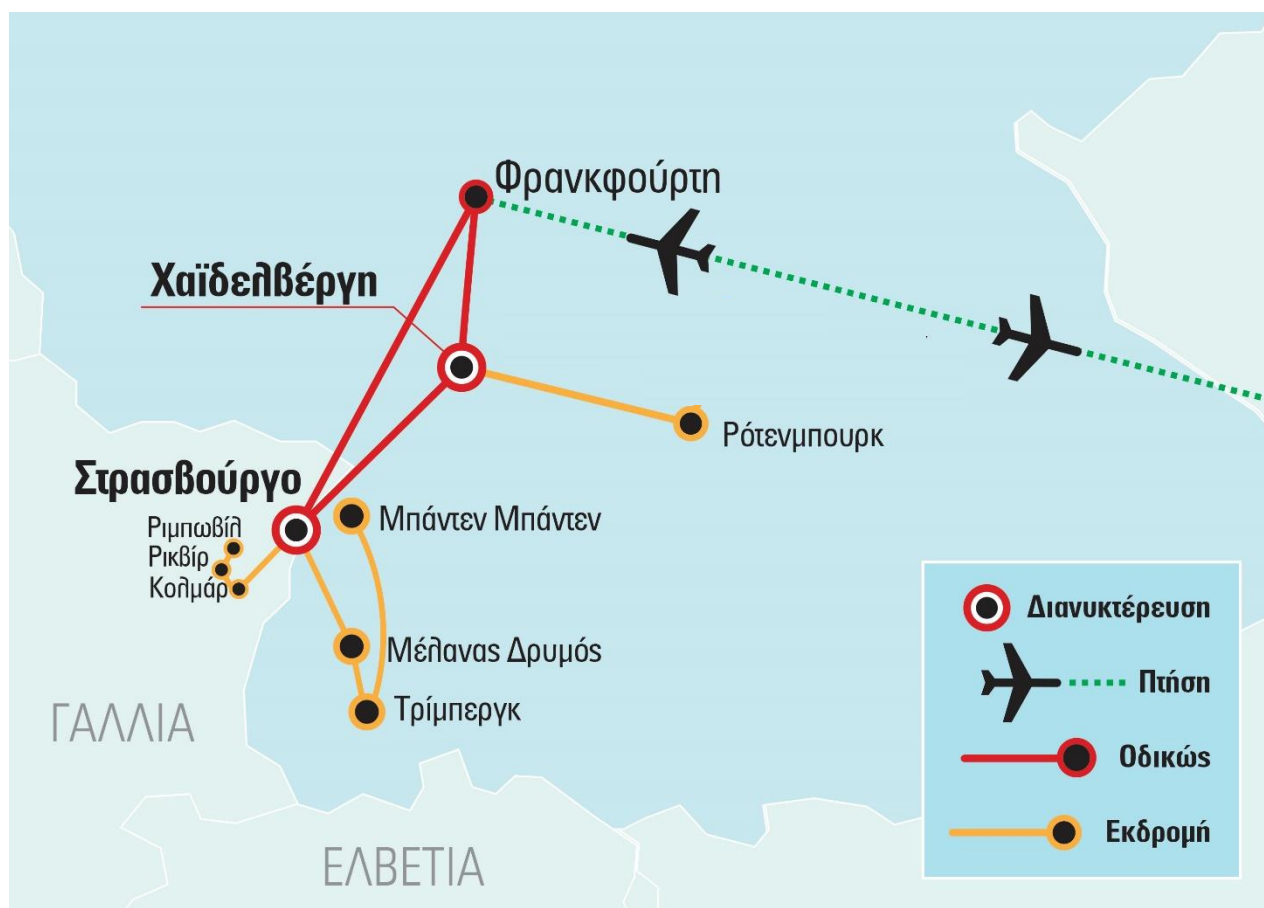 Φρανκφούρτη
Χαϊδελβέργη
Ρότενμπουρκ
Στρασβούργο
Μπάντεν Μπάντεν
Ριμπωβίλ
Ρικβίρ
Κολμάρ
Μέλανας Δρυμός
Τρίμπεργκ
ΓΑΛΛΙΑ
ΕΛΒΕΤΙΑ
Διανυκτέρευση
Πτήση
Οδικώς
Εκδρομή